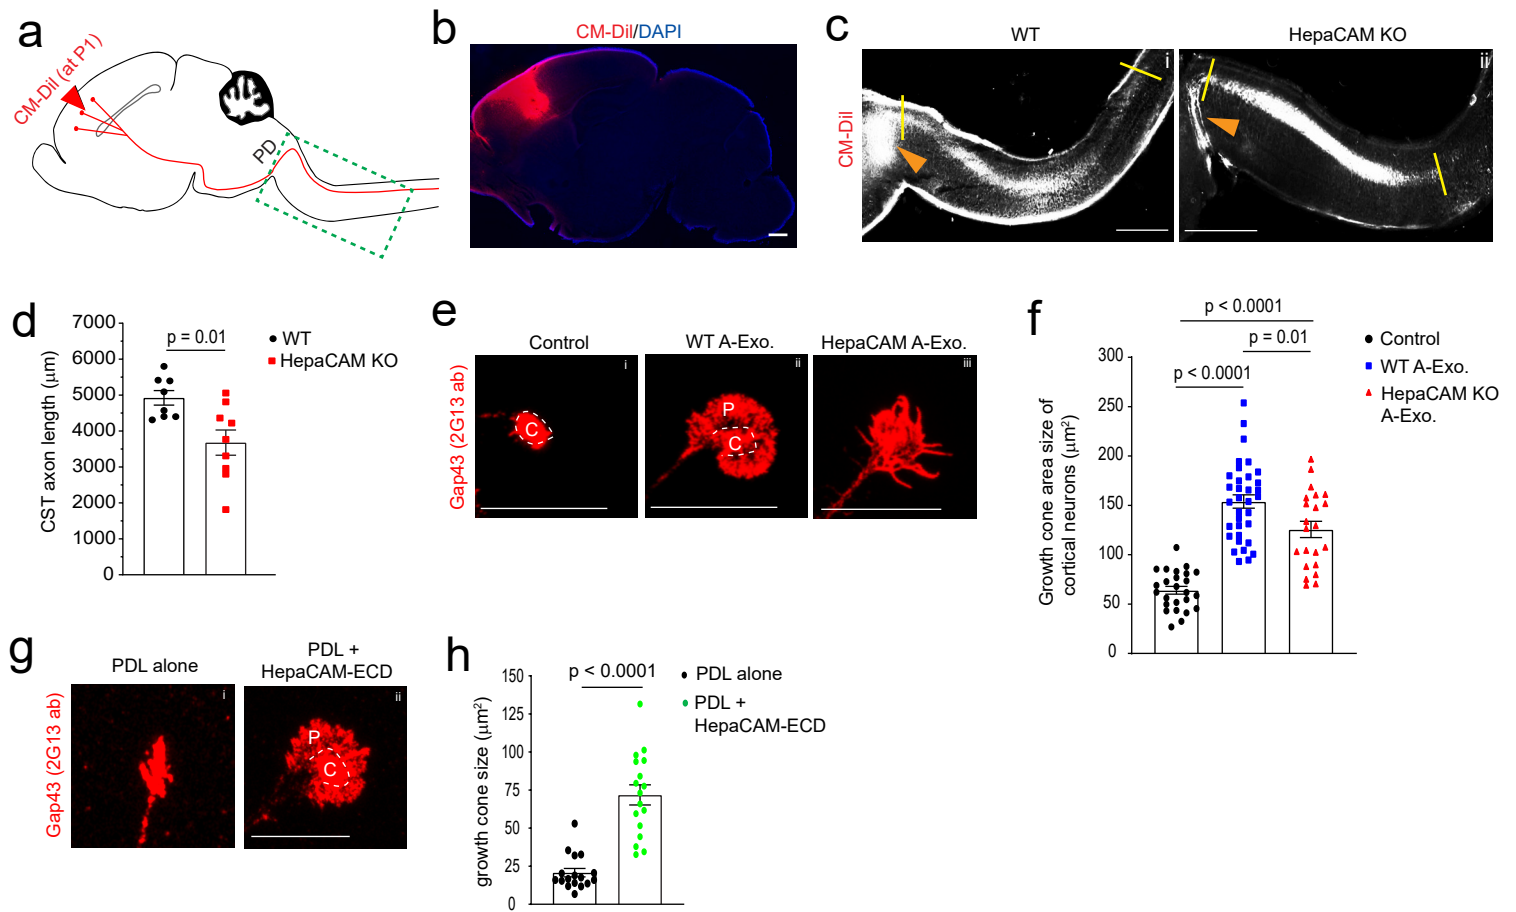 a
CM-Dil (at P1)
PD
b
CM-Dil/DAPI
c
WT
HepaCAM KO
CM-Dil
i
ii
d
7000
6000
5000
4000
3000
2000
1000
0
CST axon length (μm)
p = 0.01
WT
HepaCAM KO
e
Control
WT A-Exo.
HepaCAM A-Exo.
Gap43 (2G13 ab)
i
C
ii
P
C
iii
f
p < 0.0001
p = 0.01
p < 0.0001
300
250
200
150
100
50
0
Growth cone area size of
cortical neurons (μm²)
Control
WT A-Exo.
HepaCAM KO
A-Exo.
g
PDL alone
PDL +
HepaCAM-ECD
Gap43 (2G13 ab)
i
ii
P
C
h
p < 0.0001
150
125
100
75
50
25
0
growth cone size (μm²)
PDL alone
PDL +
HepaCAM-ECD